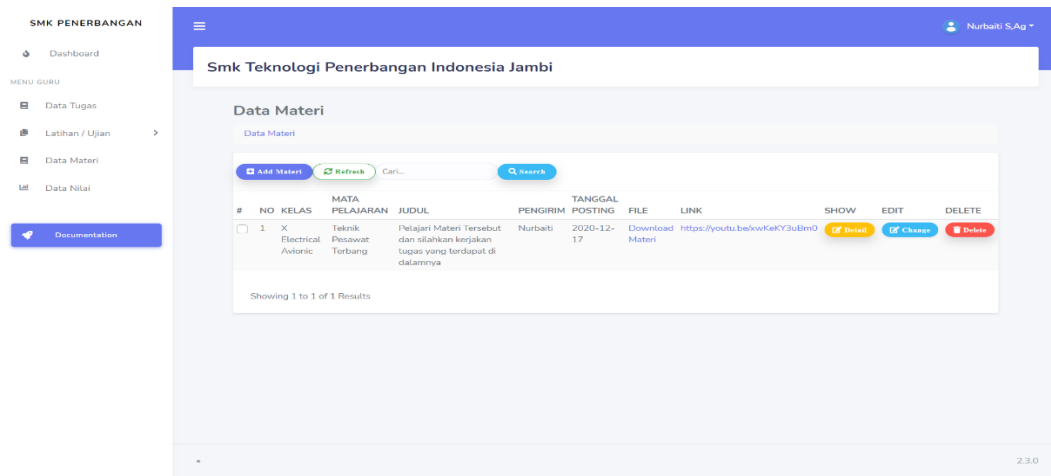 SMK PENERBANGAN
Nurbaiti S,Ag
Dashboard
MENU GURU
Data Tugas
Latihan / Ujian
Data Materi
Data Nilai
Documentation
Smk Teknologi Penerbangan Indonesia Jambi
Data Materi
Data Materi
Add Materi Refresh Cari... Search
# NO KELAS MATA PELAJARAN JUDUL PENGIRIM TANGGAL POSTING FILE LINK SHOW EDIT DELETE
1 X Teknik Pelajari Materi Tersebut Nurbaiti 2020-12- Download https://youtu.be/xwKeKY3uBm0 Detail Change Delete
Electrical Pesawat dan silahkan kerjakan 17 Materi
Avionic Terbang tugas yang terdapat di
dalamnya
Showing 1 to 1 of 1 Results
2.3.0